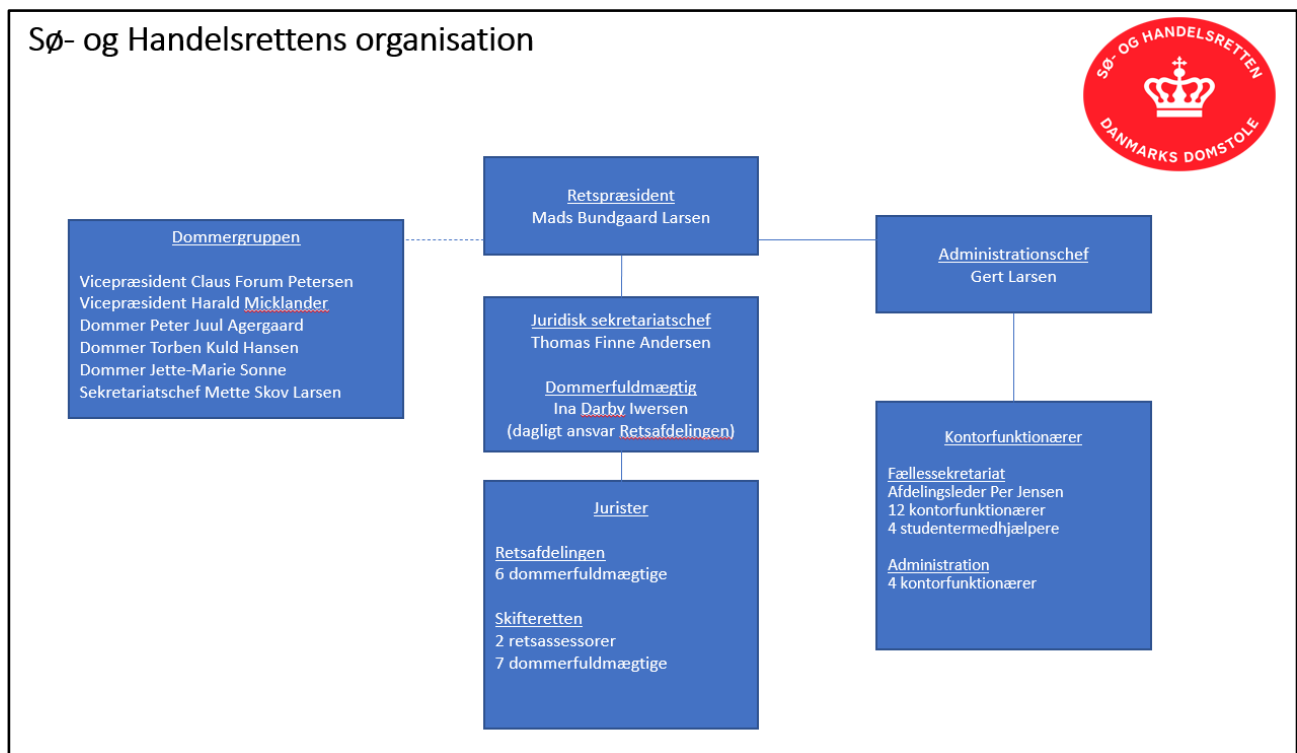 Sø- og Handelsrettens organisation
SØ- OG HANDELSRETTEN
DANMARKS DOMSTOLE
Retspræsident
Mads Bundgaard Larsen
Dommergruppen
Vicepræsident Claus Forum Petersen
Vicepræsident Harald Micklander
Dommer Peter Juul Agergaard
Dommer Torben Kuld Hansen
Dommer Jette-Marie Sonne
Sekretariatschef Mette Skov Larsen
Administrationschef
Gert Larsen
Juridisk sekretariatschef
Thomas Finne Andersen
Dommerfuldmægtig
Ina Darby Iwersen
(dagligt ansvar Retsafdelingen)
Jurister
Retsafdelingen
6 dommerfuldmægtige
Skifteretten
2 retsassessorer
7 dommerfuldmægtige
Kontorfunktionærer
Fællessekretariat
Afdelingsleder Per Jensen
12 kontorfunktionærer
4 studentermedhjælpere
Administration
4 kontorfunktionærer